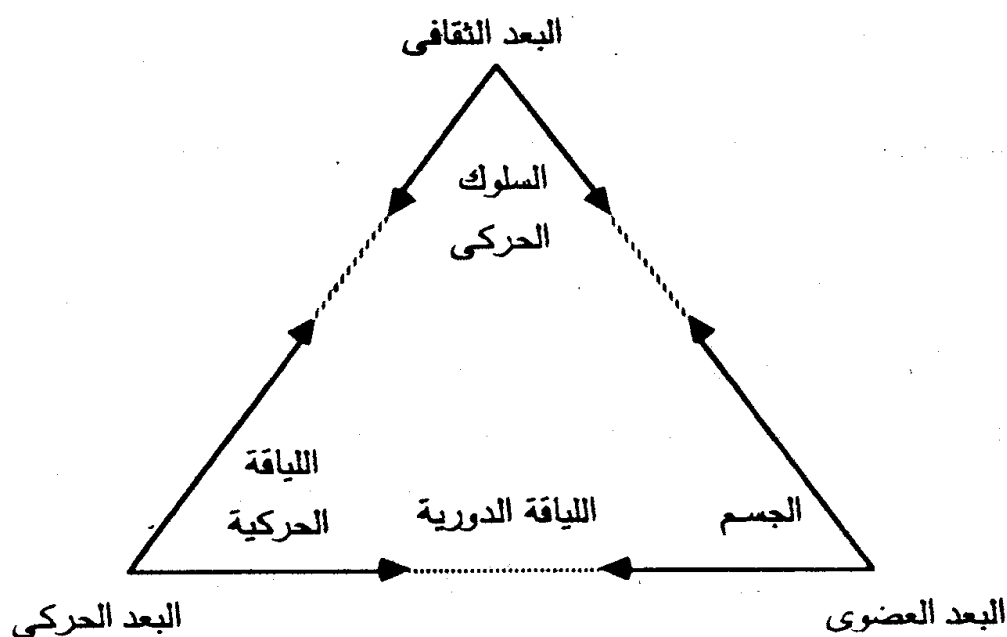 البعد الثقافى
السلوك
الحركى
اللياقة
الحركية
اللياقة الدورية
الجسم
البعد العضوى
البعد الحركى